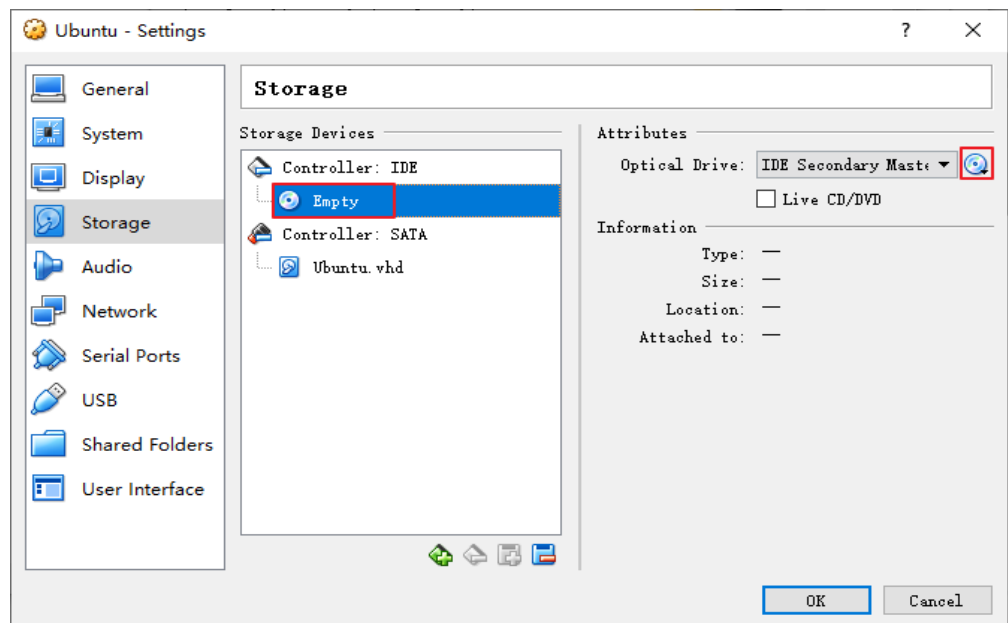 Ubuntu - Settings
?
General
System
Display
Storage
Audio
Network
Serial Ports
USB
Shared Folders
User Interface
Storage
Storage Devices
Controller: IDE
Empty
Controller: SATA
Ubuntu.vhd
Attributes
Optical Drive: IDE Secondary Maste
Live CD/DVD
Information
Type: —
Size: —
Location: —
Attached to: —
OK
Cancel